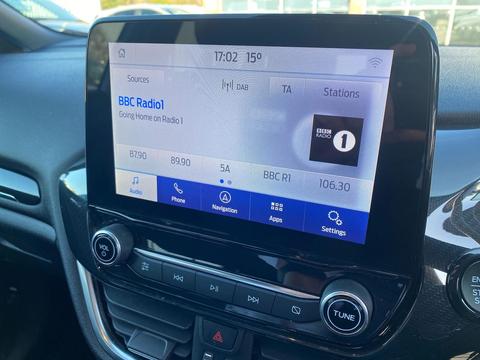 17:02 15°
Sources
DAB
TA
Stations
BBC Radio1
Going Home on Radio 1
BBC
RADIO
1
87.90
89.90
5A
BBC R1
106.30
Audio
Phone
Navigation
Apps
Settings
VOL
TUNE